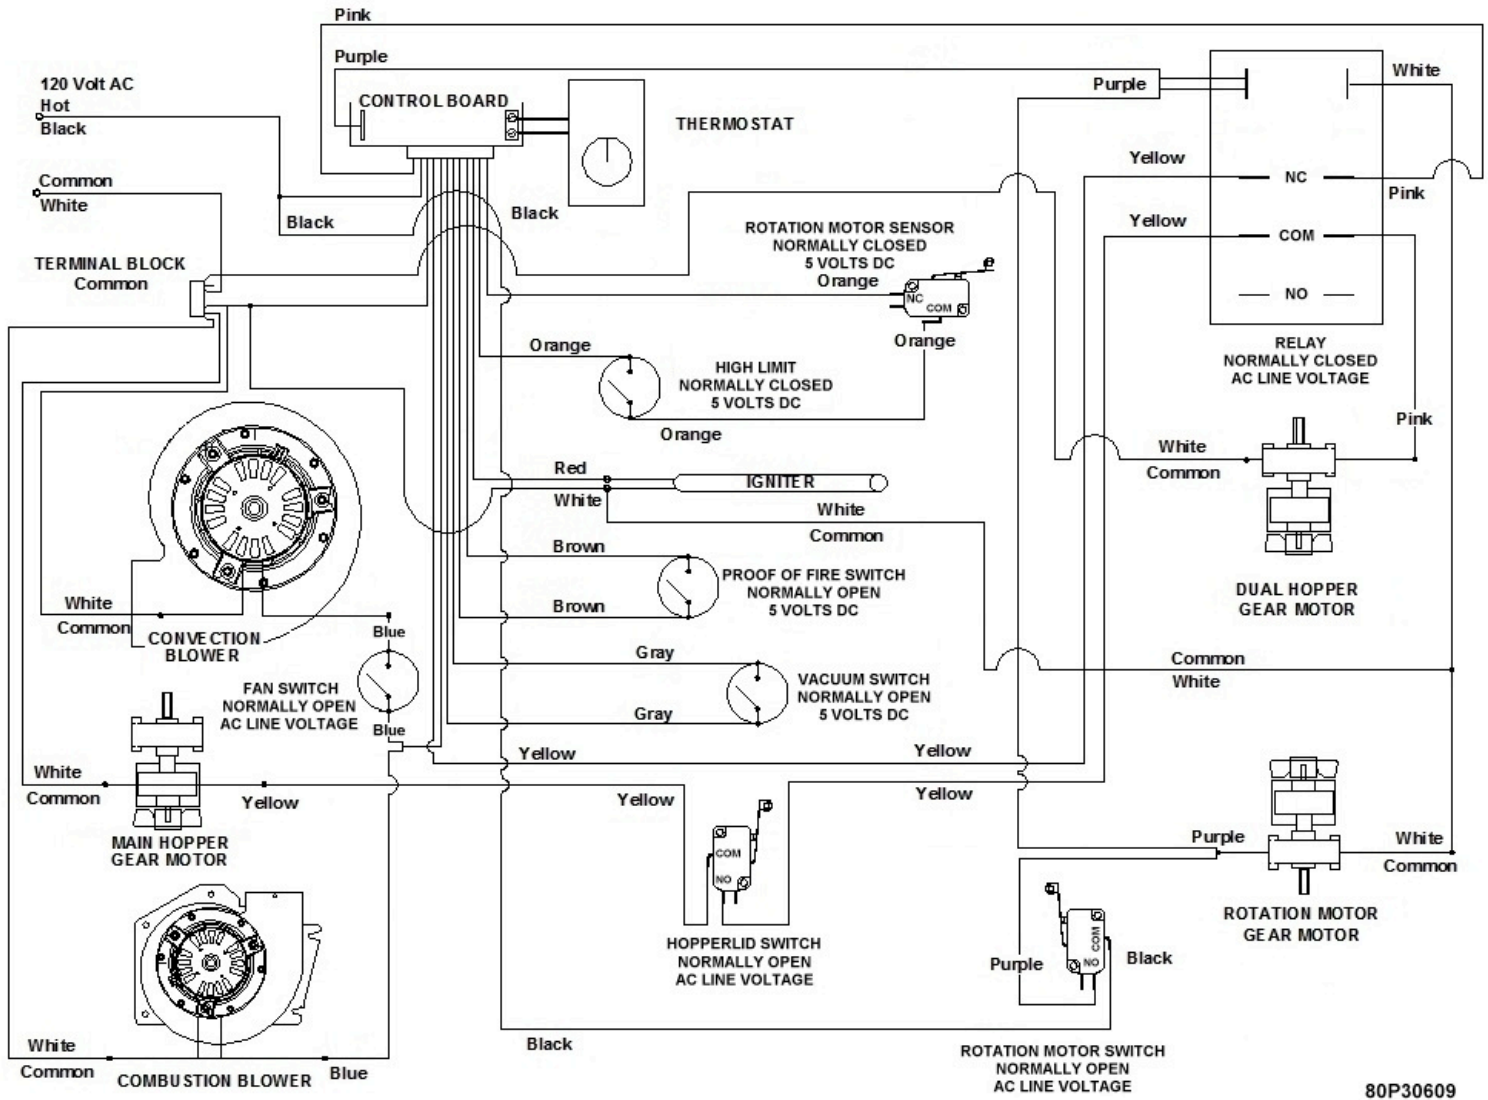 Pink
Purple
120 Volt AC
Hot
Black
Common
White
CONTROL BOARD
THERMOSTAT
Black
Black
TERMINAL BLOCK
Common
Purple
White
Yellow
NC
Pink
Yellow
COM
NO
RELAY
NORMALLY CLOSED
AC LINE VOLTAGE
ROTATION MOTOR SENSOR
NORMALLY CLOSED
5 VOLTS DC
Orange
NC
COM
Orange
Orange
HIGH LIMIT
NORMALLY CLOSED
5 VOLTS DC
Orange
Pink
White
Common
DUAL HOPPER
GEAR MOTOR
Red
White
IGNITER
White
Common
Brown
PROOF OF FIRE SWITCH
NORMALLY OPEN
5 VOLTS DC
Brown
White
Common
CONVECTION
BLOWER
Blue
FAN SWITCH
NORMALLY OPEN
AC LINE VOLTAGE
Blue
Gray
VACUUM SWITCH
NORMALLY OPEN
5 VOLTS DC
Gray
Common
White
Yellow
Yellow
White
Common
Yellow
Yellow
Yellow
MAIN HOPPER
GEAR MOTOR
COM
NO
HOPPERLID SWITCH
NORMALLY OPEN
AC LINE VOLTAGE
Purple
White
Common
ROTATION MOTOR
GEAR MOTOR
Purple
COM
NO
Black
Black
White
Common
COMBUSTION BLOWER
Blue
ROTATION MOTOR SWITCH
NORMALLY OPEN
AC LINE VOLTAGE
80P30609